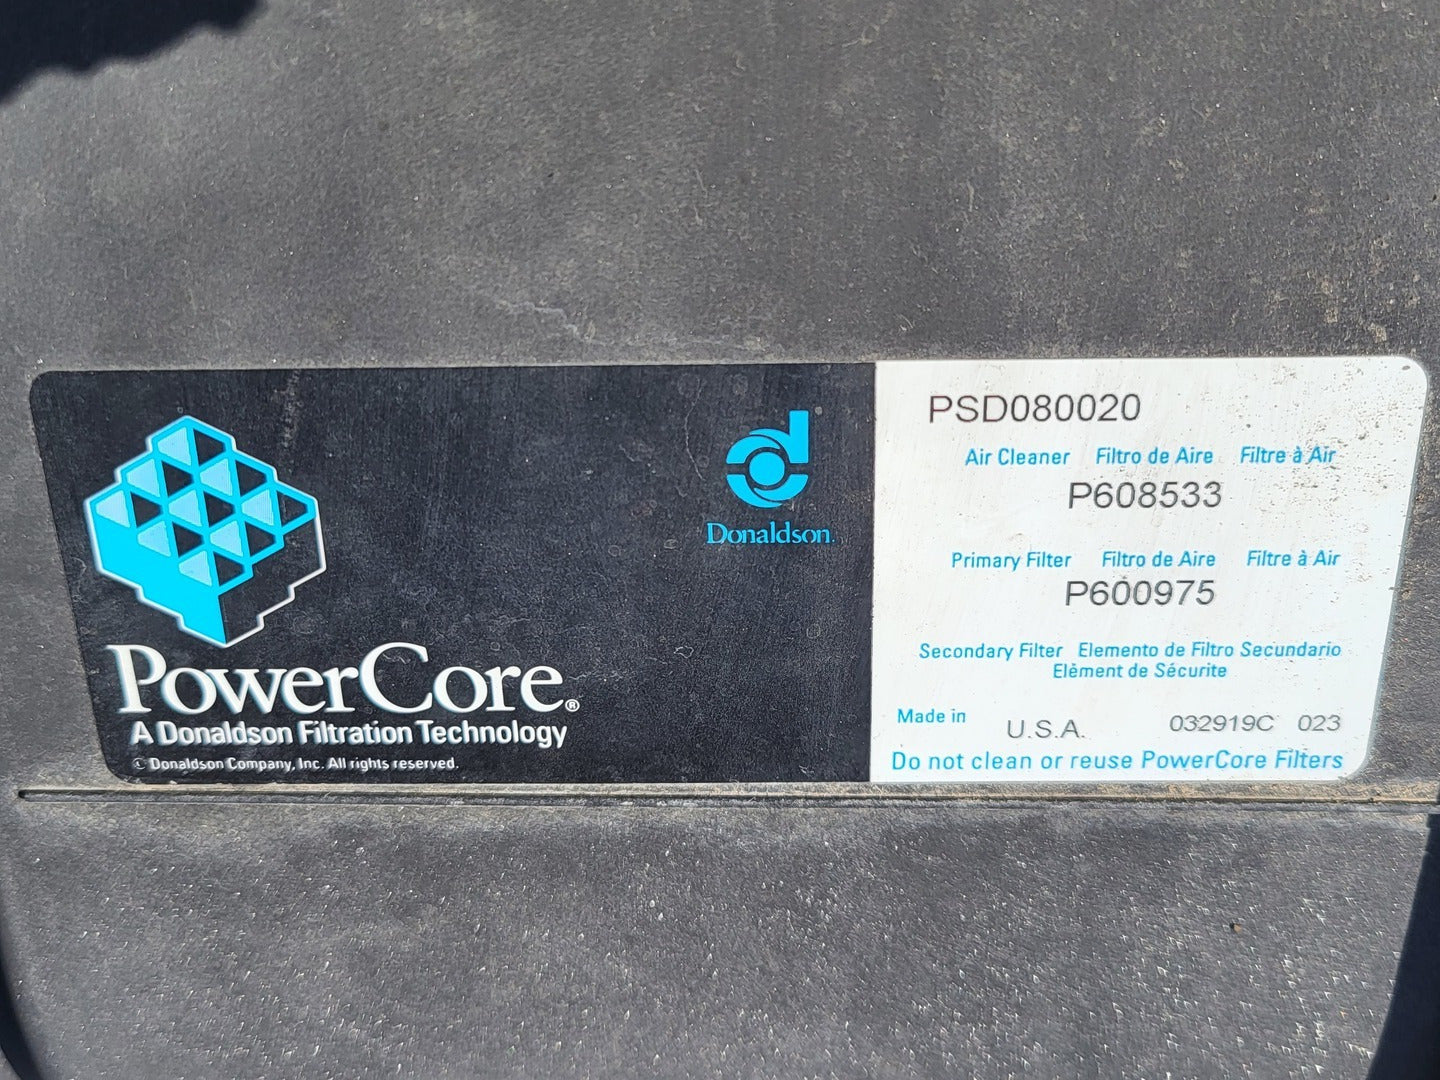 PowerCore®
A Donaldson Filtration Technology
© Donaldson Company, Inc. All rights reserved.
Donaldson.
PSD080020
Air Cleaner Filtro de Aire Filtre à Air
P608533
Primary Filter Filtro de Aire Filtre à Air
P600975
Secondary Filter Elemento de Filtro Secundario
Elèment de Sécurite
Made in U.S.A. 032919C 023
Do not clean or reuse PowerCore Filters